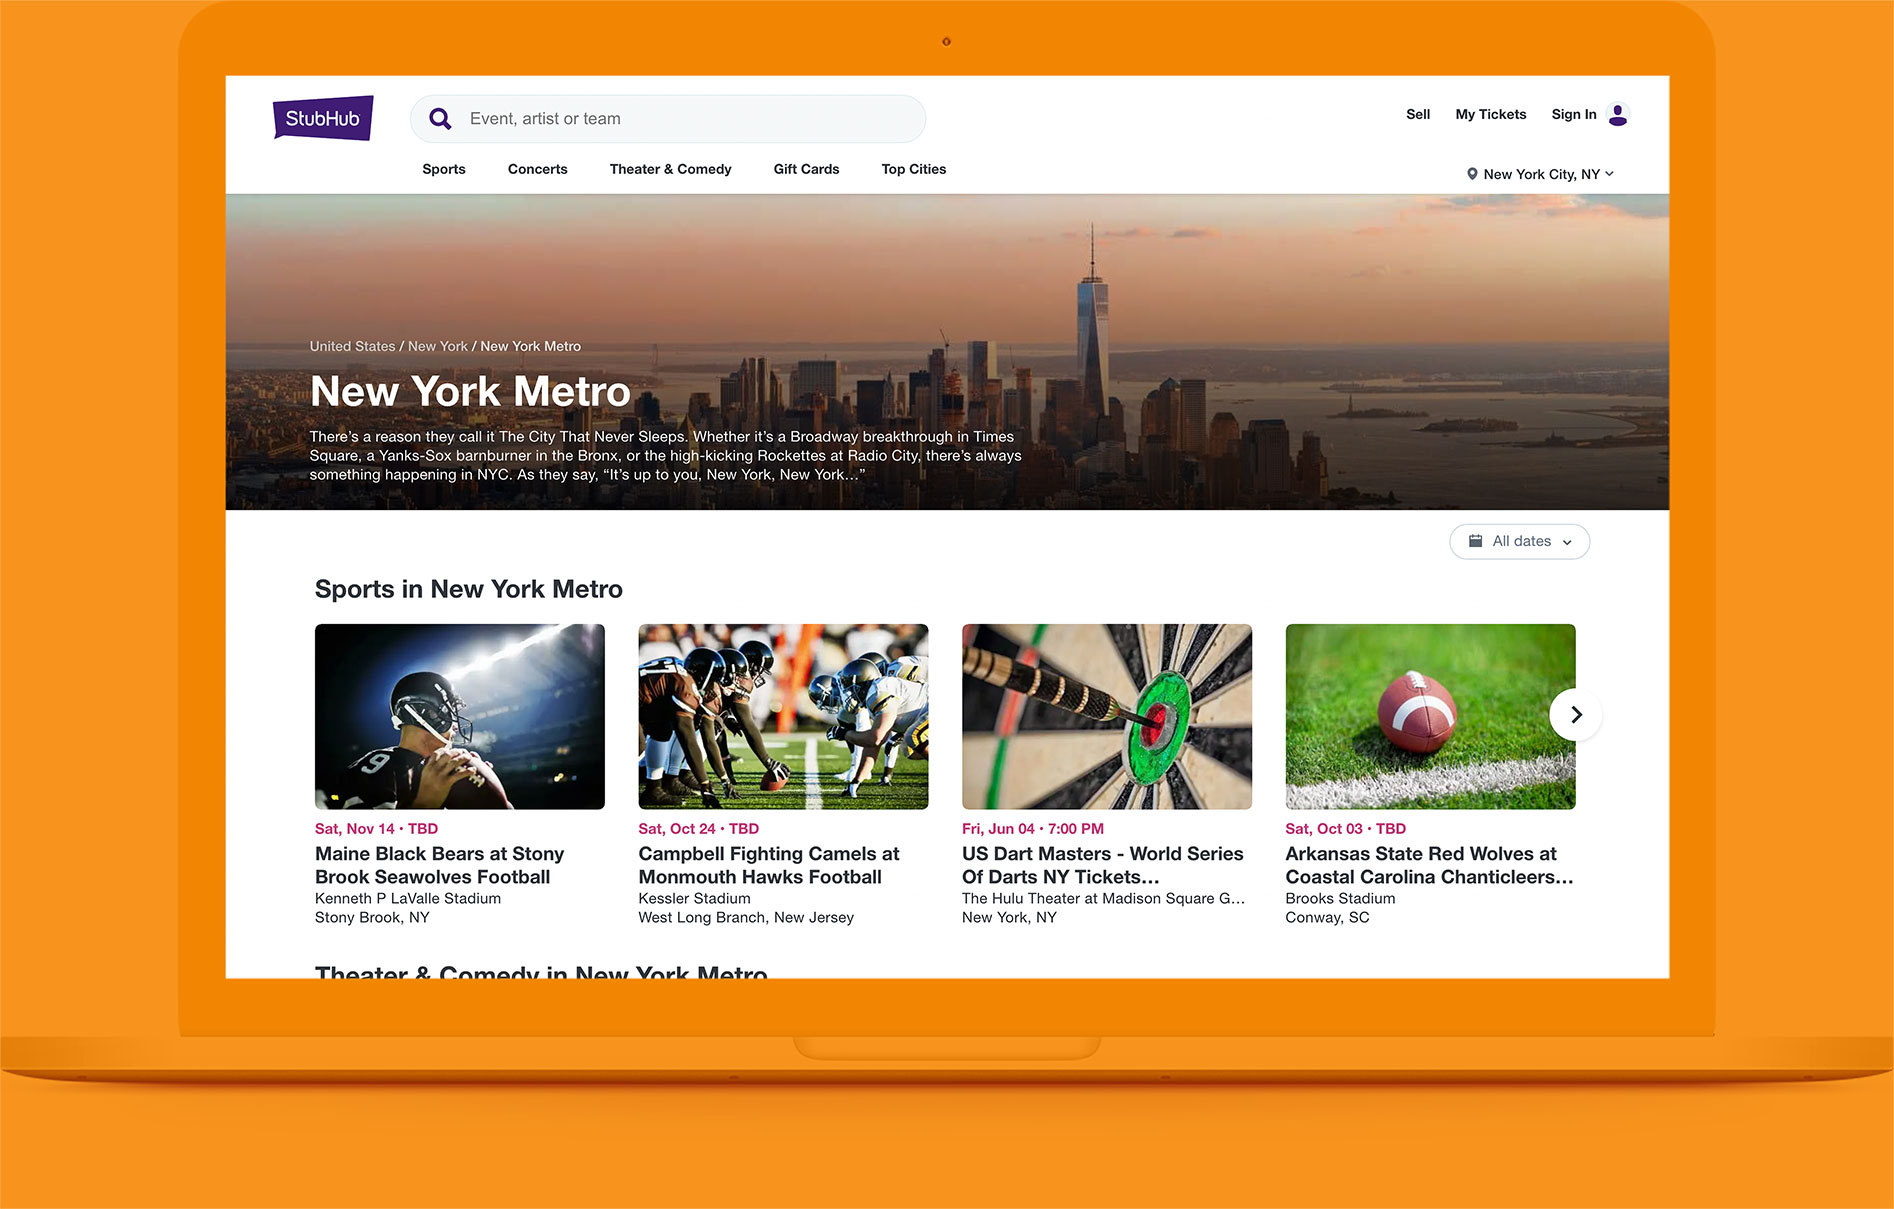 StubHub
Event, artist or team
Sell
My Tickets
Sign In
Sports
Concerts
Theater & Comedy
Gift Cards
Top Cities
New York City, NY
United States / New York / New York Metro
New York Metro
There's a reason they call it The City That Never Sleeps. Whether it's a Broadway breakthrough in Times
Square, a Yanks-Sox barnburner in the Bronx, or the high-kicking Rockettes at Radio City, there's always
something happening in NYC. As they say, “It's up to you, New York, New York…”
All dates
Sports in New York Metro
19
Sat, Nov 14 • TBD
Maine Black Bears at Stony
Brook Seawolves Football
Kenneth P LaValle Stadium
Stony Brook, NY
Sat, Oct 24 • TBD
Campbell Fighting Camels at
Monmouth Hawks Football
Kessler Stadium
West Long Branch, New Jersey
Fri, Jun 04 • 7:00 PM
US Dart Masters - World Series
Of Darts NY Tickets…
The Hulu Theater at Madison Square G…
New York, NY
Sat, Oct 03 • TBD
Arkansas State Red Wolves at
Coastal Carolina Chanticleers…
Brooks Stadium
Conway, SC
Theater & Comedy in New York Metro